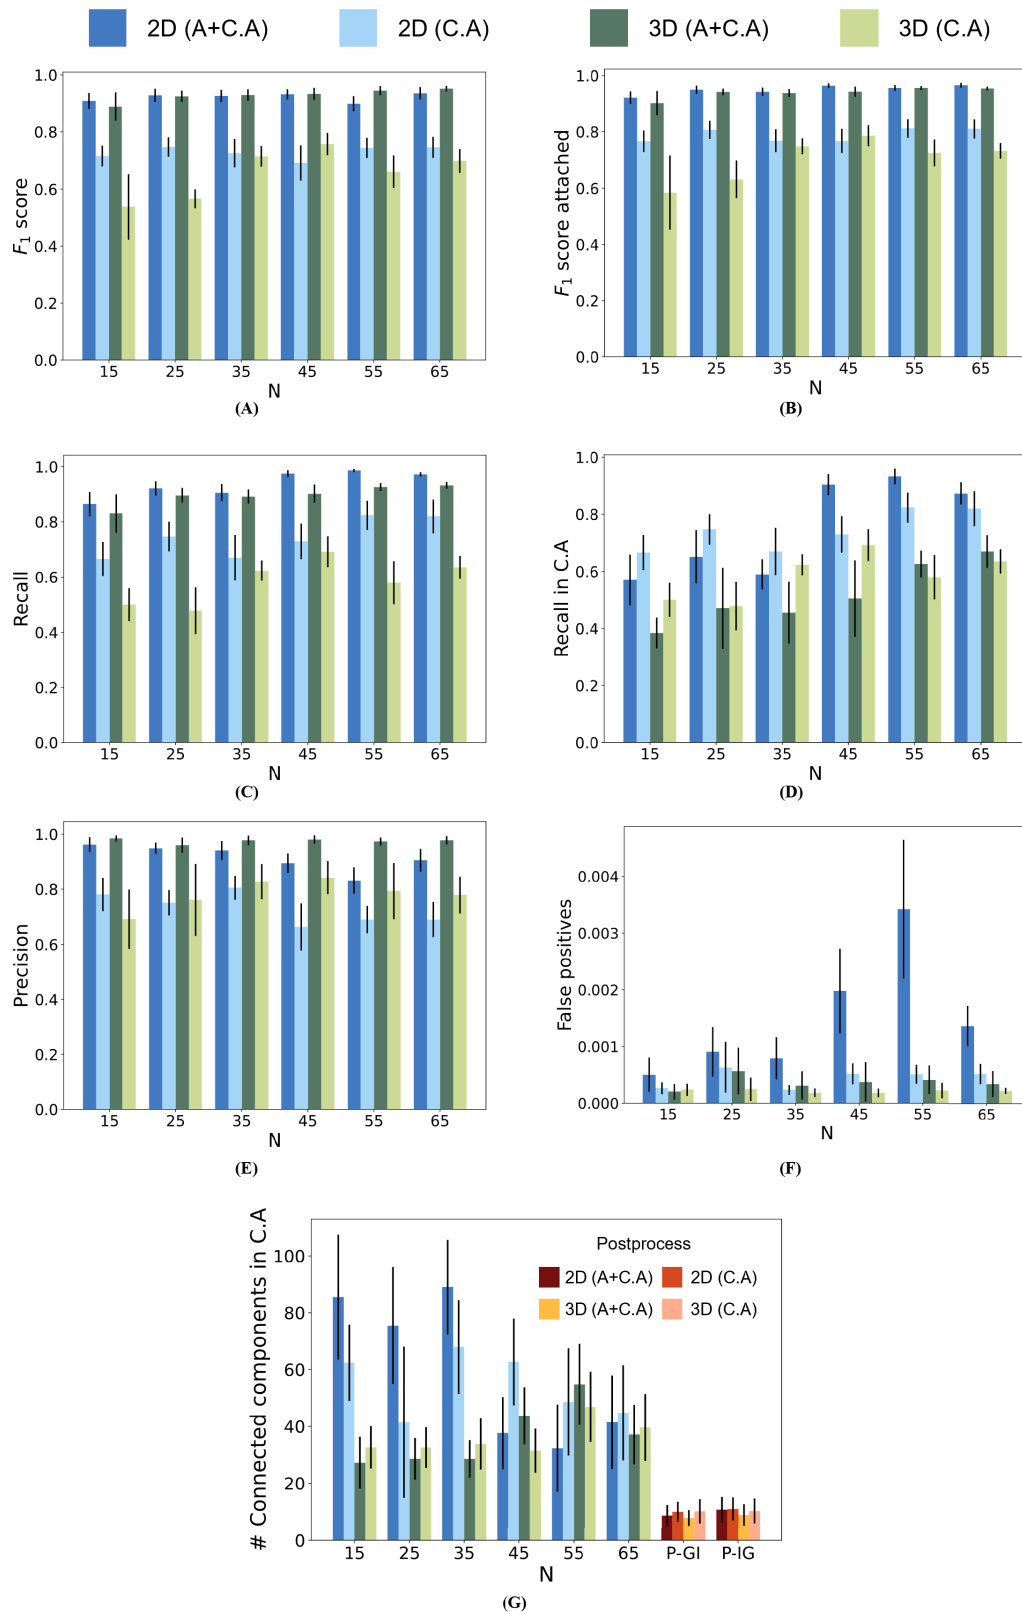 2D (A+C.A) 2D (C.A) 3D (A+C.A) 3D (C.A)
1.0
0.8
0.6
0.4
0.2
0.0
F1 score
15 25 35 45 55 65
N
(A)
1.0
0.8
0.6
0.4
0.2
0.0
F1 score attached
15 25 35 45 55 65
N
(B)
1.0
0.8
0.6
0.4
0.2
0.0
Recall
15 25 35 45 55 65
N
(C)
1.0
0.8
0.6
0.4
0.2
0.0
Recall in C.A
15 25 35 45 55 65
N
(D)
1.0
0.8
0.6
0.4
0.2
0.0
Precision
15 25 35 45 55 65
N
(E)
0.004
0.003
0.002
0.001
0.000
False positives
15 25 35 45 55 65
N
(F)
100
80
60
40
20
0
# Connected components in C.A
Postprocess
2D (A+C.A) 2D (C.A)
3D (A+C.A) 3D (C.A)
15 25 35 45 55 65 P-GI P-IG
N
(G)